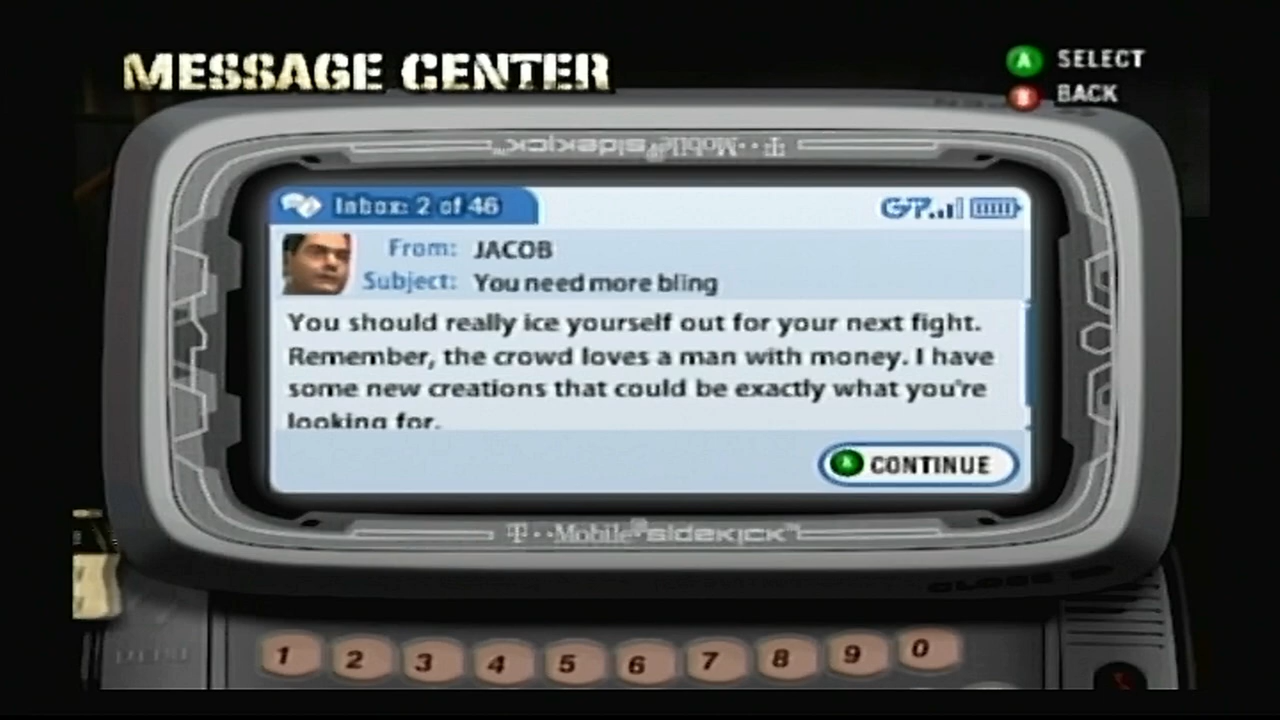 MESSAGE CENTER
A SELECT
B BACK
T··Mobile® sidekick™
Inbox: 2 of 46
G
From: JACOB
Subject: You need more bling
You should really ice yourself out for your next fight.
Remember, the crowd loves a man with money. I have
some new creations that could be exactly what you're
looking for.
A CONTINUE
T··Mobile® sidekick™
MENU
1 2 3 4 5 6 7 8 9 0